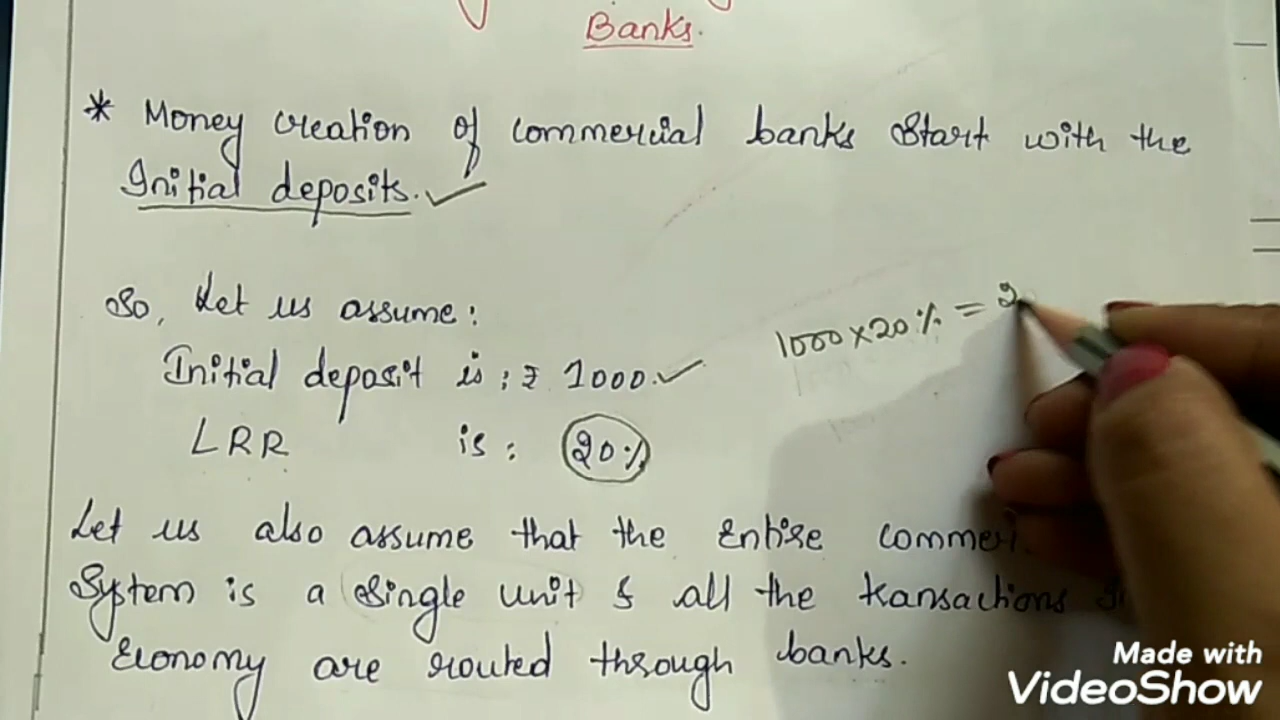 Banks.
* Money creation of commercial banks start with the
Initial deposits. ✓
So, Let us assume:
1000 × 20% = 2
Initial deposit is : ₹ 1000. ✓
LRR is : 20%
Let us also assume that the Entire
System is a single unit & all the transactions
Economy are routed through banks.
Made with
VideoShow